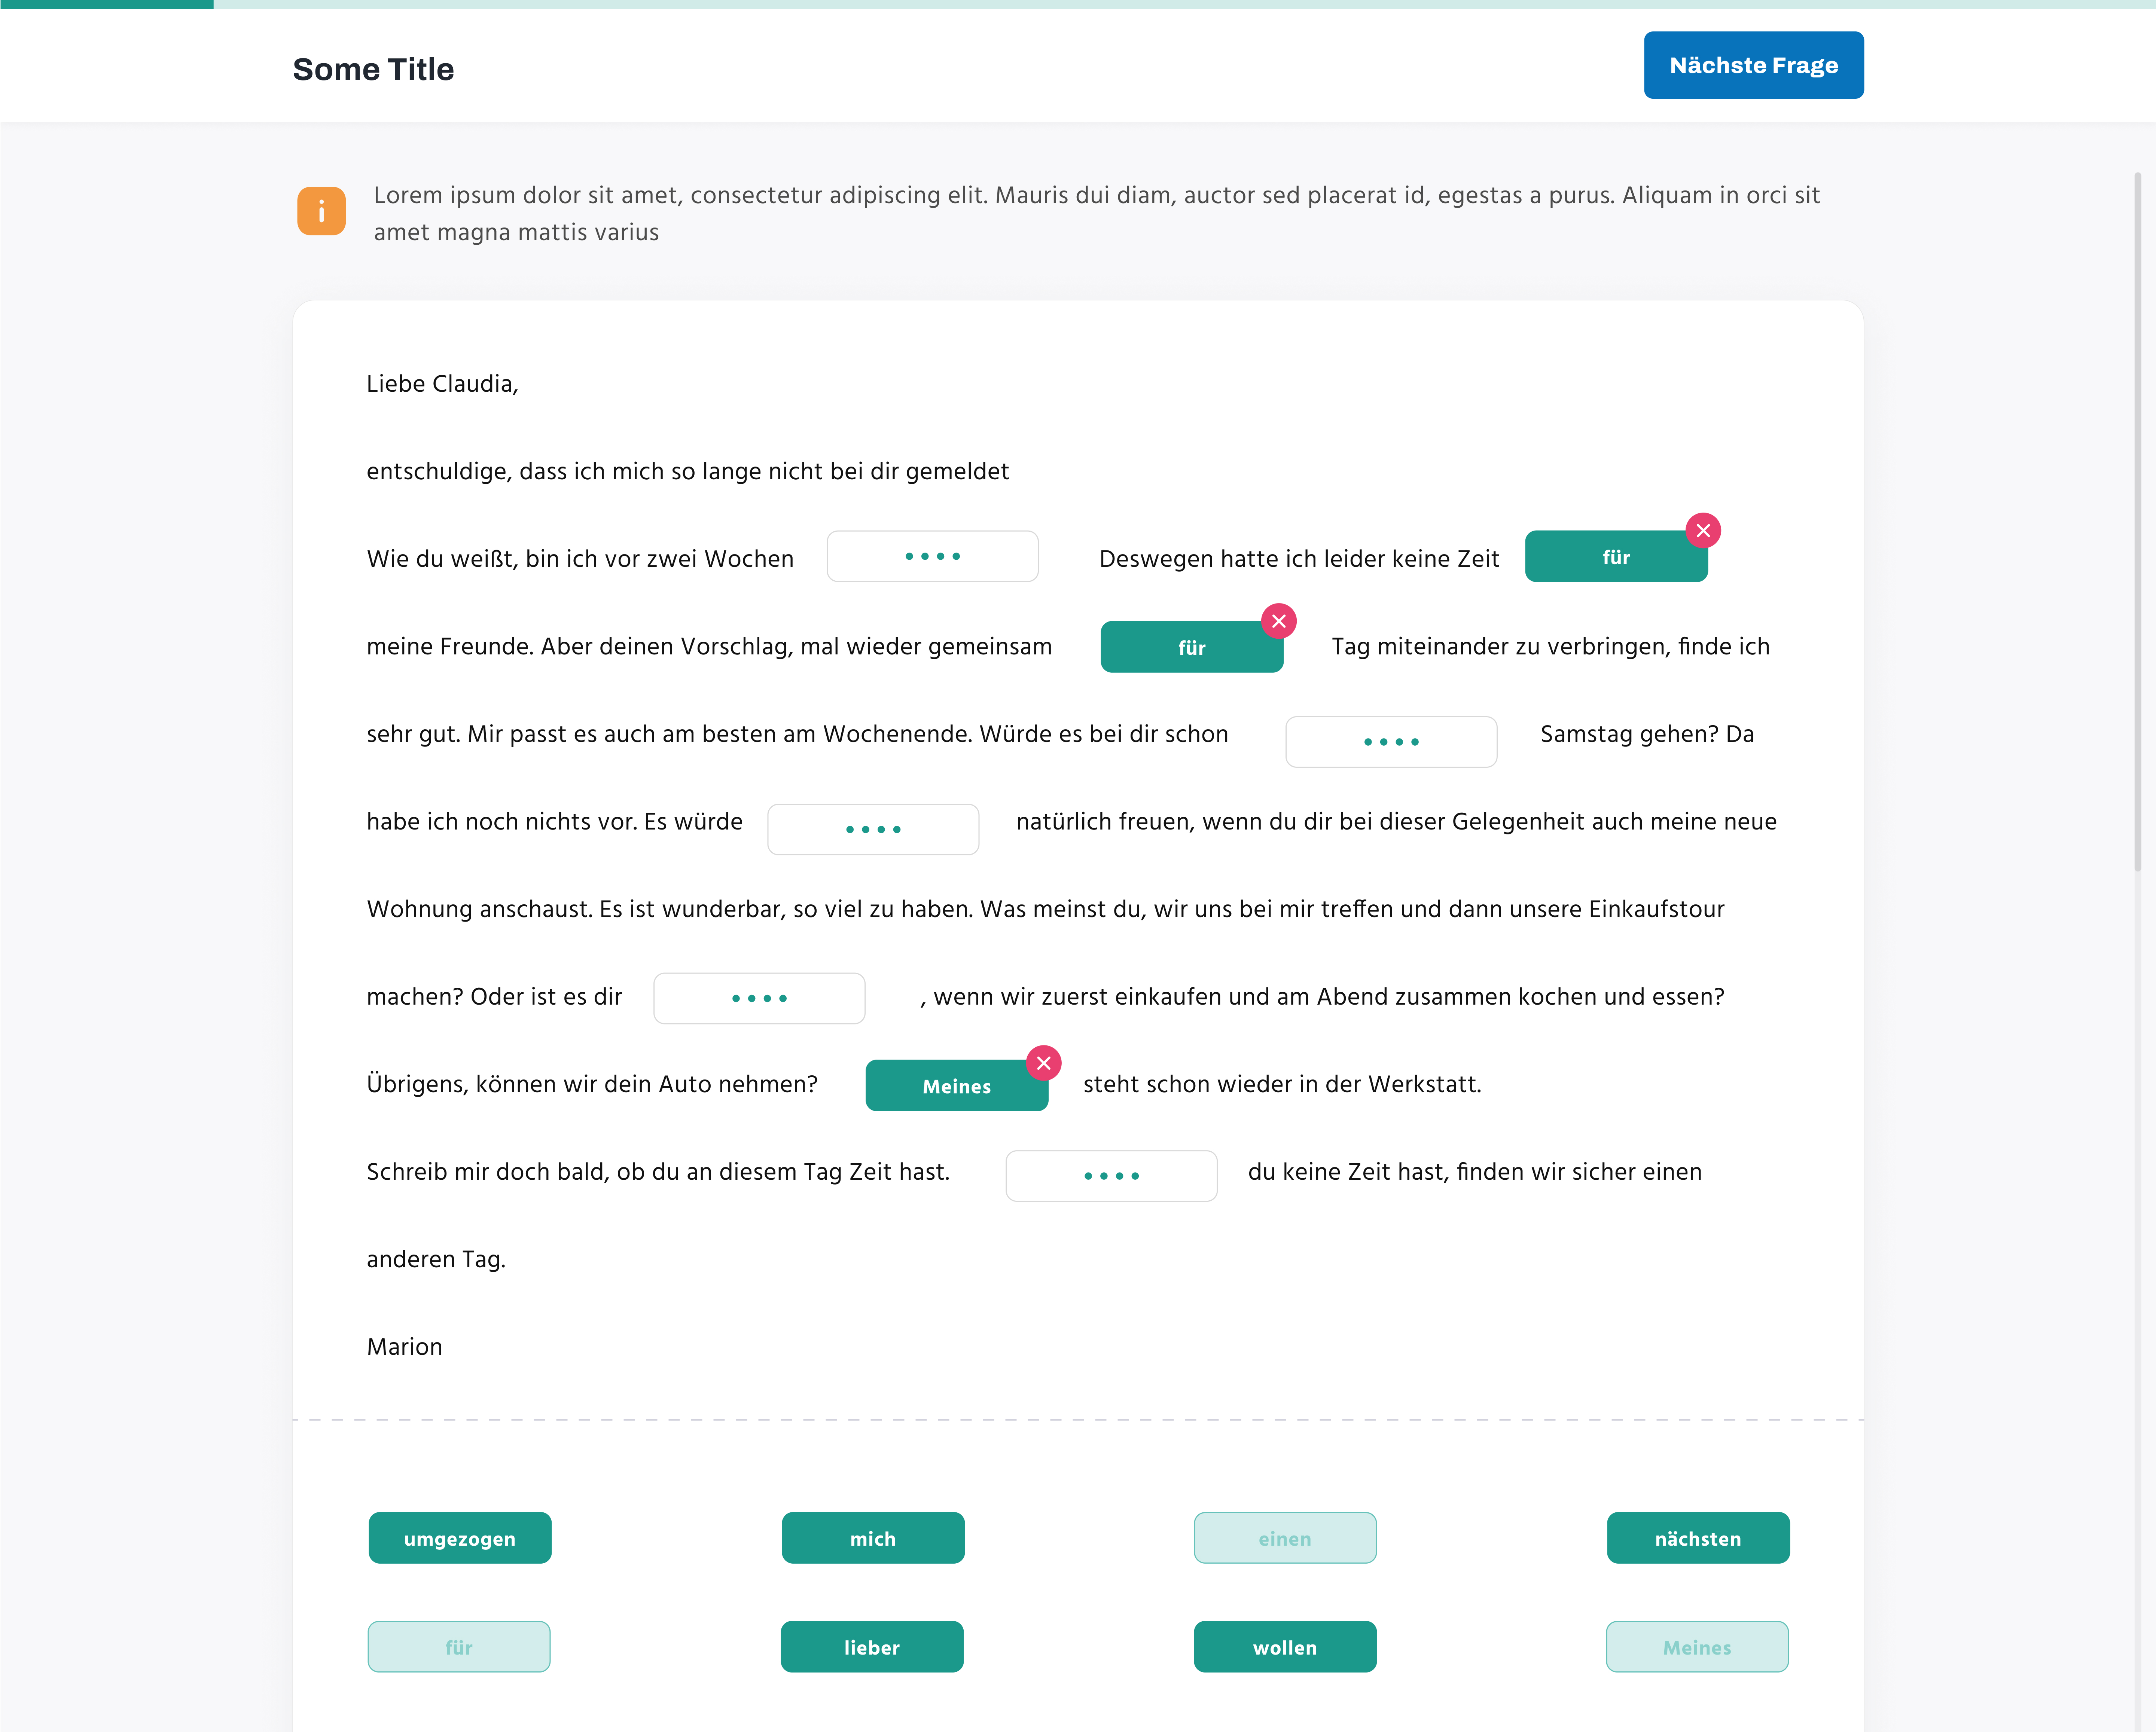 Some Title
Nächste Frage
i
Lorem ipsum dolor sit amet, consectetur adipiscing elit. Mauris dui diam, auctor sed placerat id, egestas a purus. Aliquam in orci sit
amet magna mattis varius
Liebe Claudia,
entschuldige, dass ich mich so lange nicht bei dir gemeldet
Wie du weißt, bin ich vor zwei Wochen •••• Deswegen hatte ich leider keine Zeit für
meine Freunde. Aber deinen Vorschlag, mal wieder gemeinsam für Tag miteinander zu verbringen, finde ich
sehr gut. Mir passt es auch am besten am Wochenende. Würde es bei dir schon •••• Samstag gehen? Da
habe ich noch nichts vor. Es würde •••• natürlich freuen, wenn du dir bei dieser Gelegenheit auch meine neue
Wohnung anschaust. Es ist wunderbar, so viel zu haben. Was meinst du, wir uns bei mir treffen und dann unsere Einkaufstour
machen? Oder ist es dir •••• , wenn wir zuerst einkaufen und am Abend zusammen kochen und essen?
Übrigens, können wir dein Auto nehmen? Meines steht schon wieder in der Werkstatt.
Schreib mir doch bald, ob du an diesem Tag Zeit hast. •••• du keine Zeit hast, finden wir sicher einen
anderen Tag.
Marion
umgezogen mich einen nächsten
für lieber wollen Meines